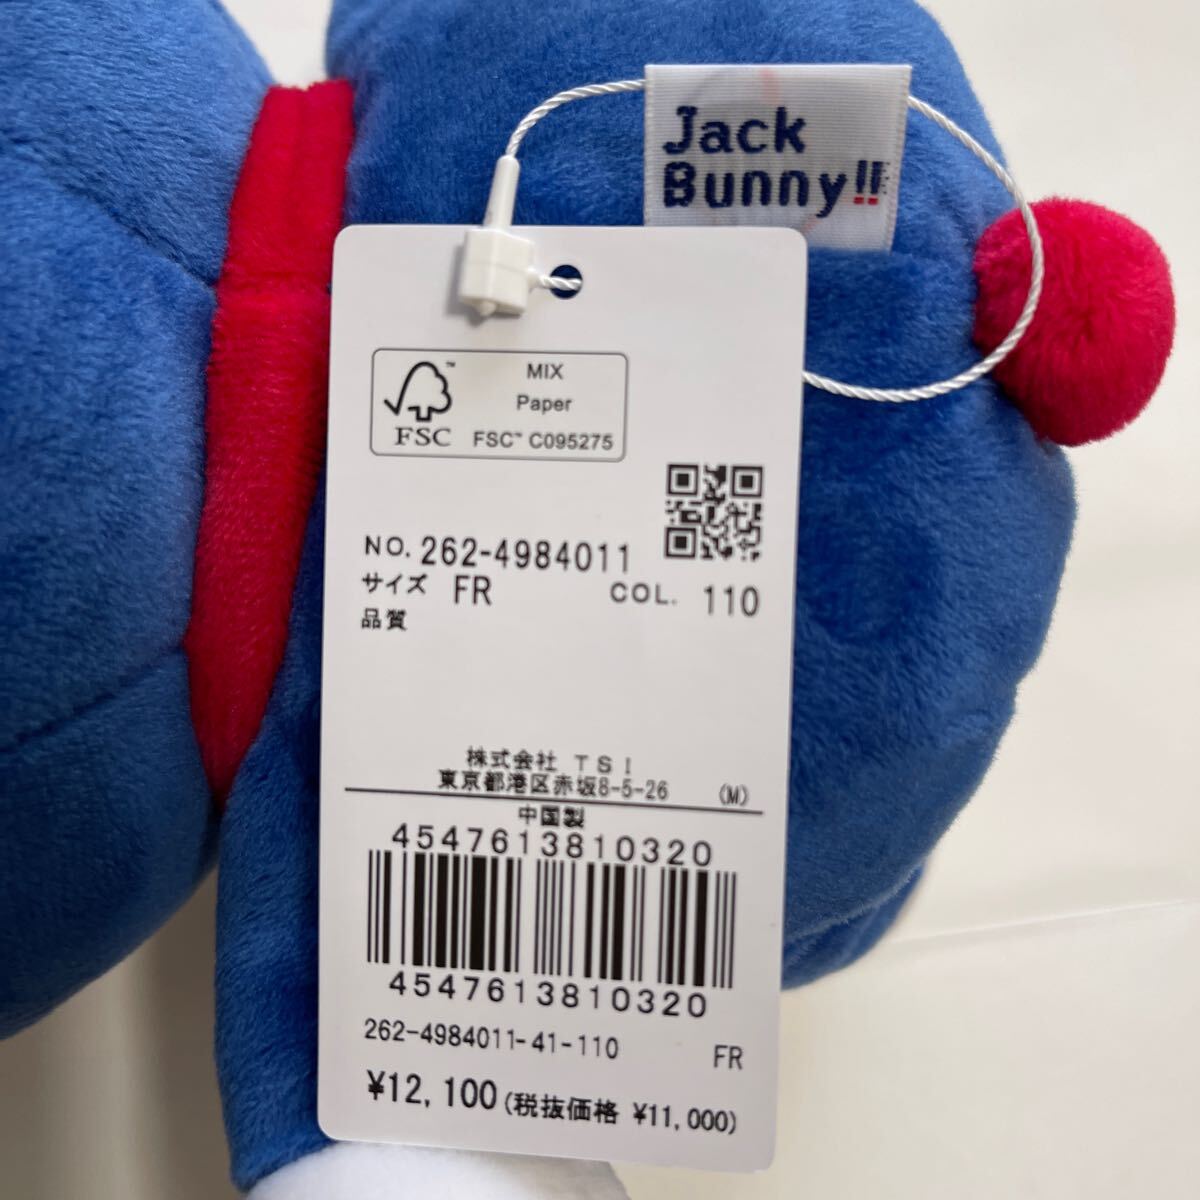 Jack
Bunny!!
MIX
Paper
FSC
FSC™ C095275
NO. 262-4984011
サイズ FR COL. 110
品質
株式会社 TSI
東京都港区赤坂8-5-26 (M)
中国製
4547613810320
4547613810320
262-4984011-41-110 FR
¥12,100(税抜価格 ¥11,000)